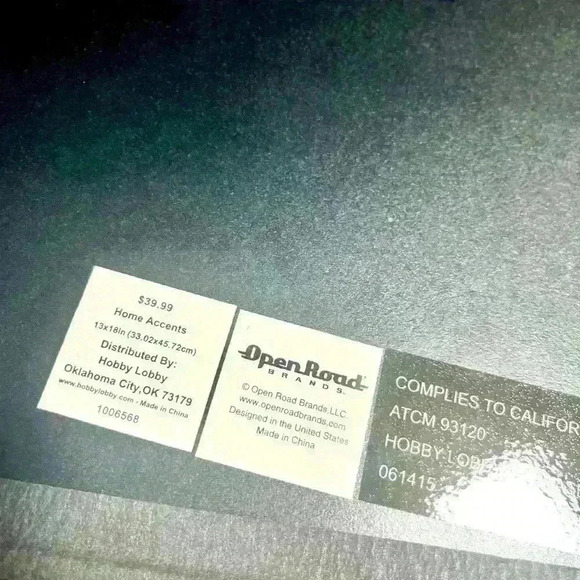 $39.99
Home Accents
13x18in (33.02x45.72cm)
Distributed By:
Hobby Lobby
Oklahoma City,OK 73179
www.hobbylobby.com - Made in China
1006568
Open Road
BRANDS
© Open Road Brands, LLC.
www.openroadbrands.com
Designed in the United States
Made in China
COMPLIES TO CALIFOR
ATCM 93120
HOBBY LOB
061415